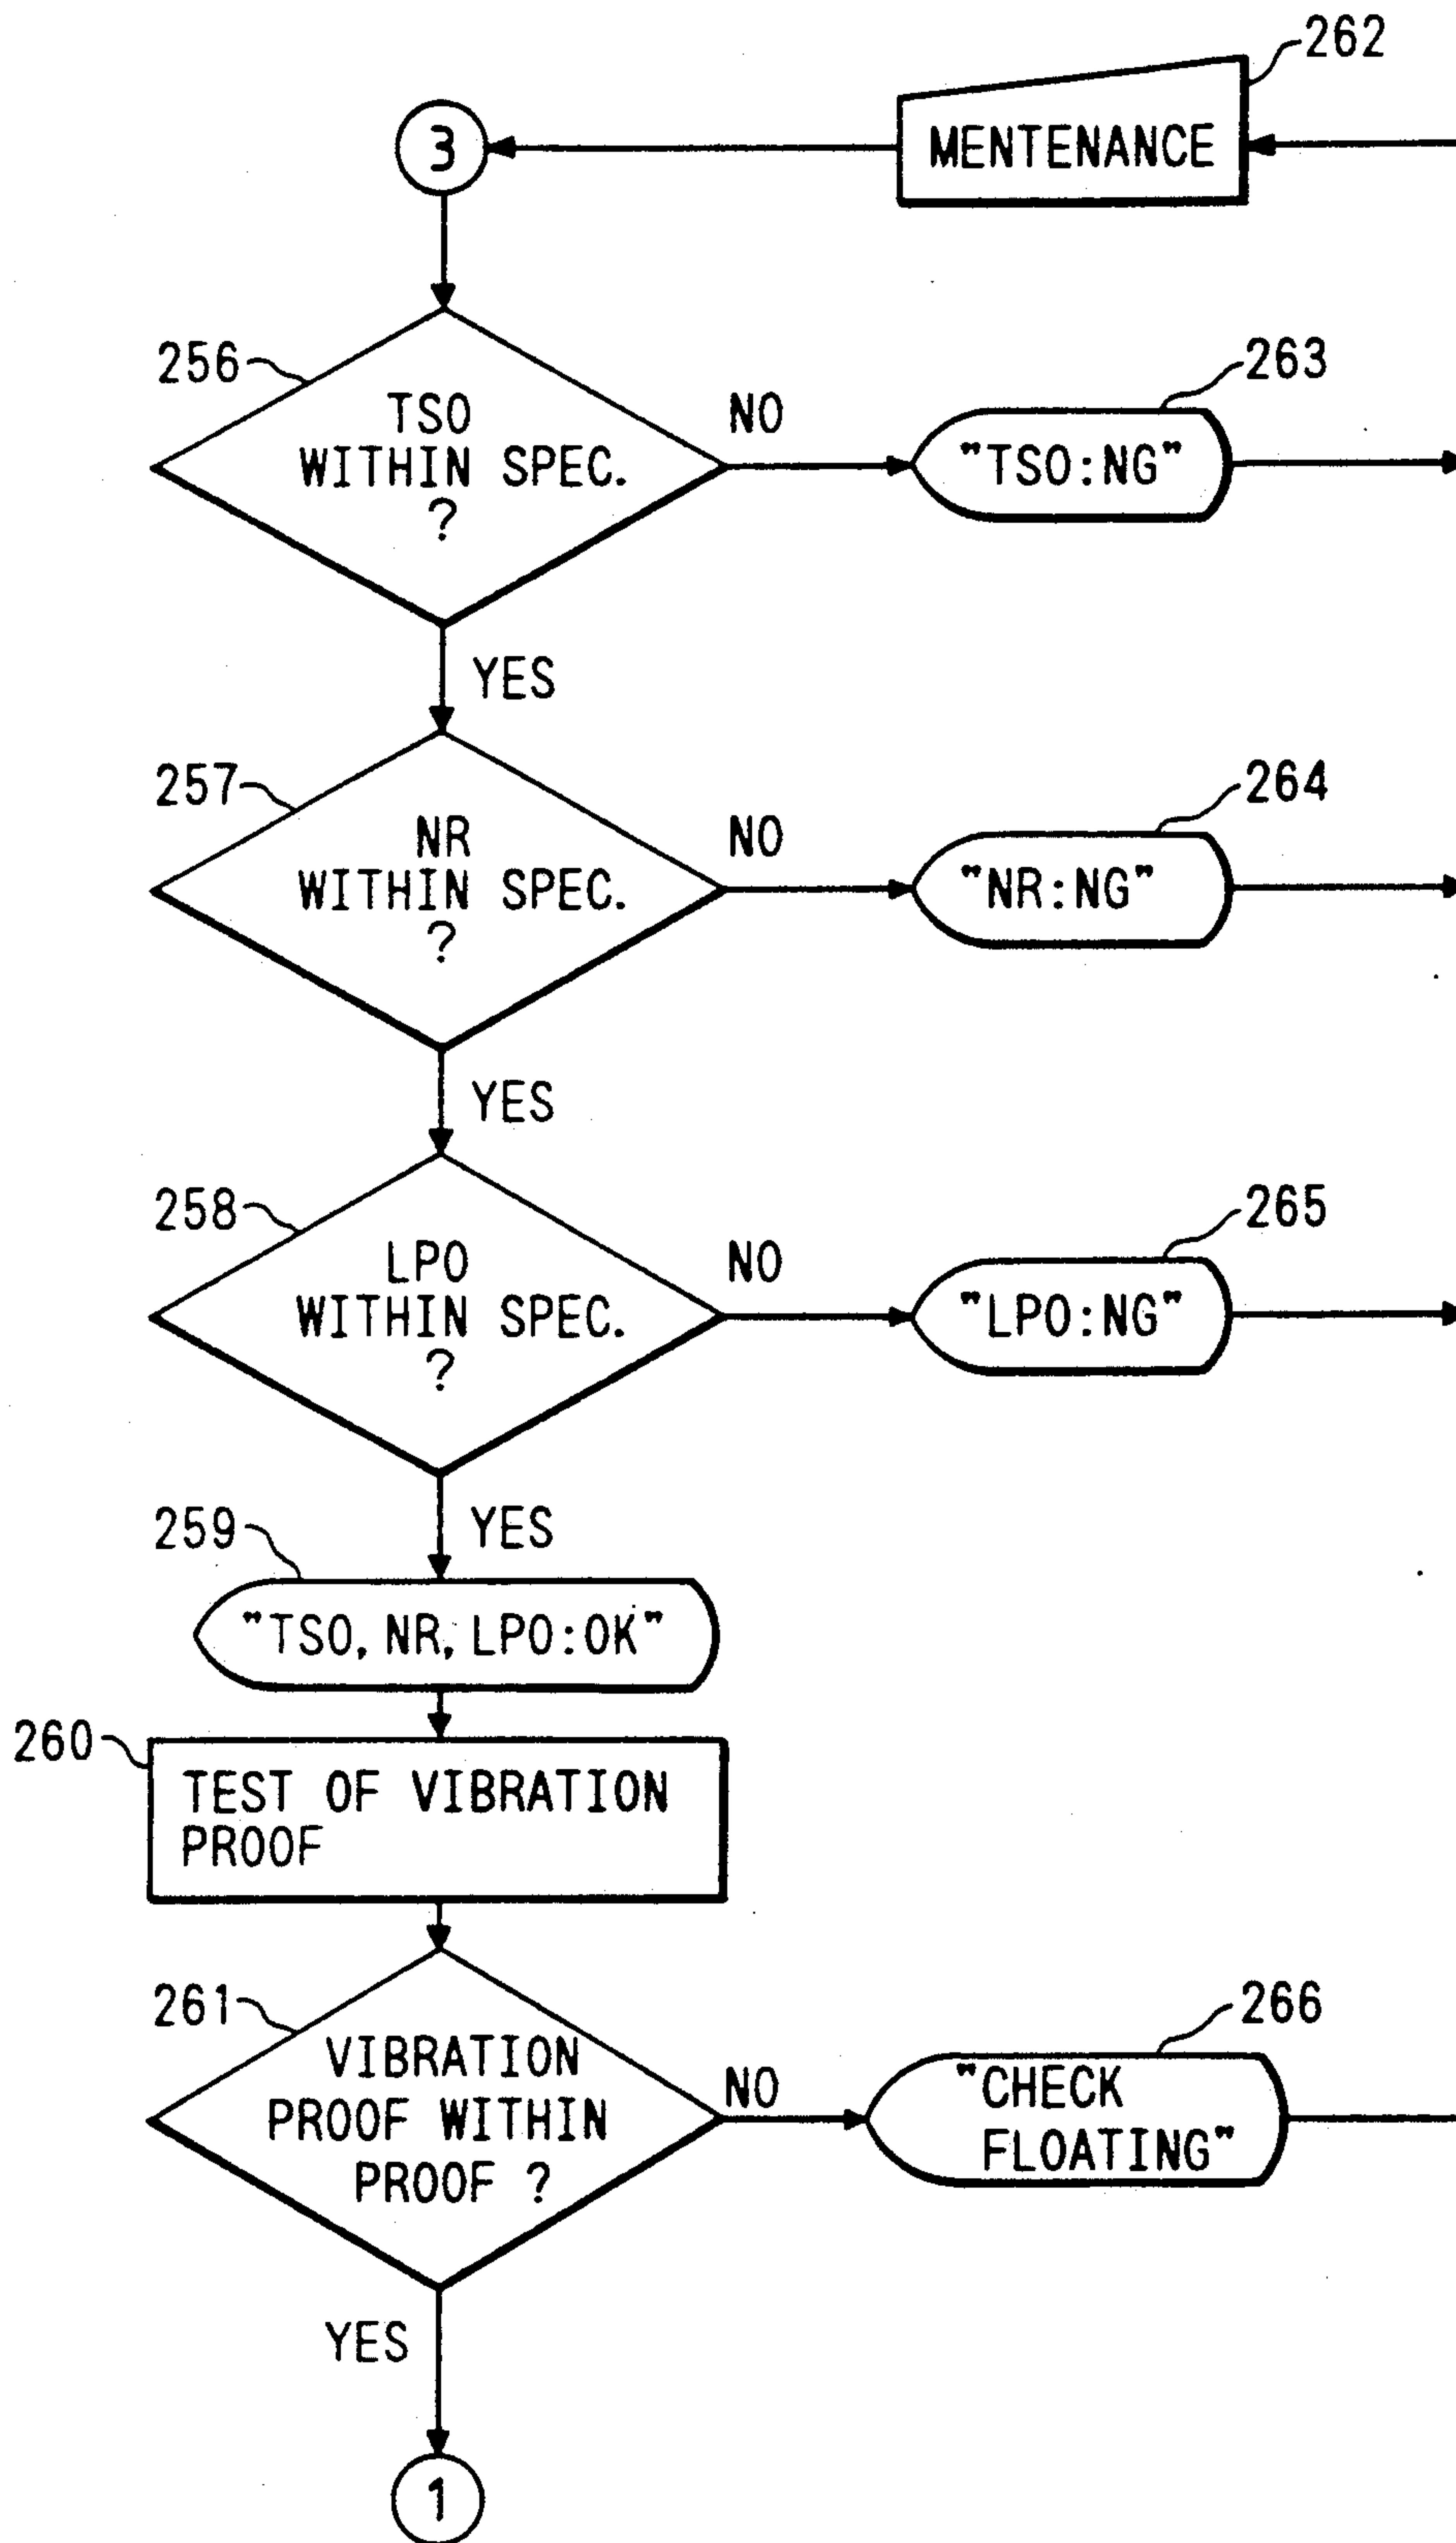 262
3
MENTENANCE
256
TSO
WITHIN SPEC.
?
NO
263
"TSO:NG"
YES
257
NR
WITHIN SPEC.
?
NO
264
"NR:NG"
YES
258
LPO
WITHIN SPEC.
?
NO
265
"LPO:NG"
YES
259
"TSO, NR, LPO:OK"
260
TEST OF VIBRATION
PROOF
261
VIBRATION
PROOF WITHIN
PROOF ?
NO
266
"CHECK
FLOATING"
YES
1